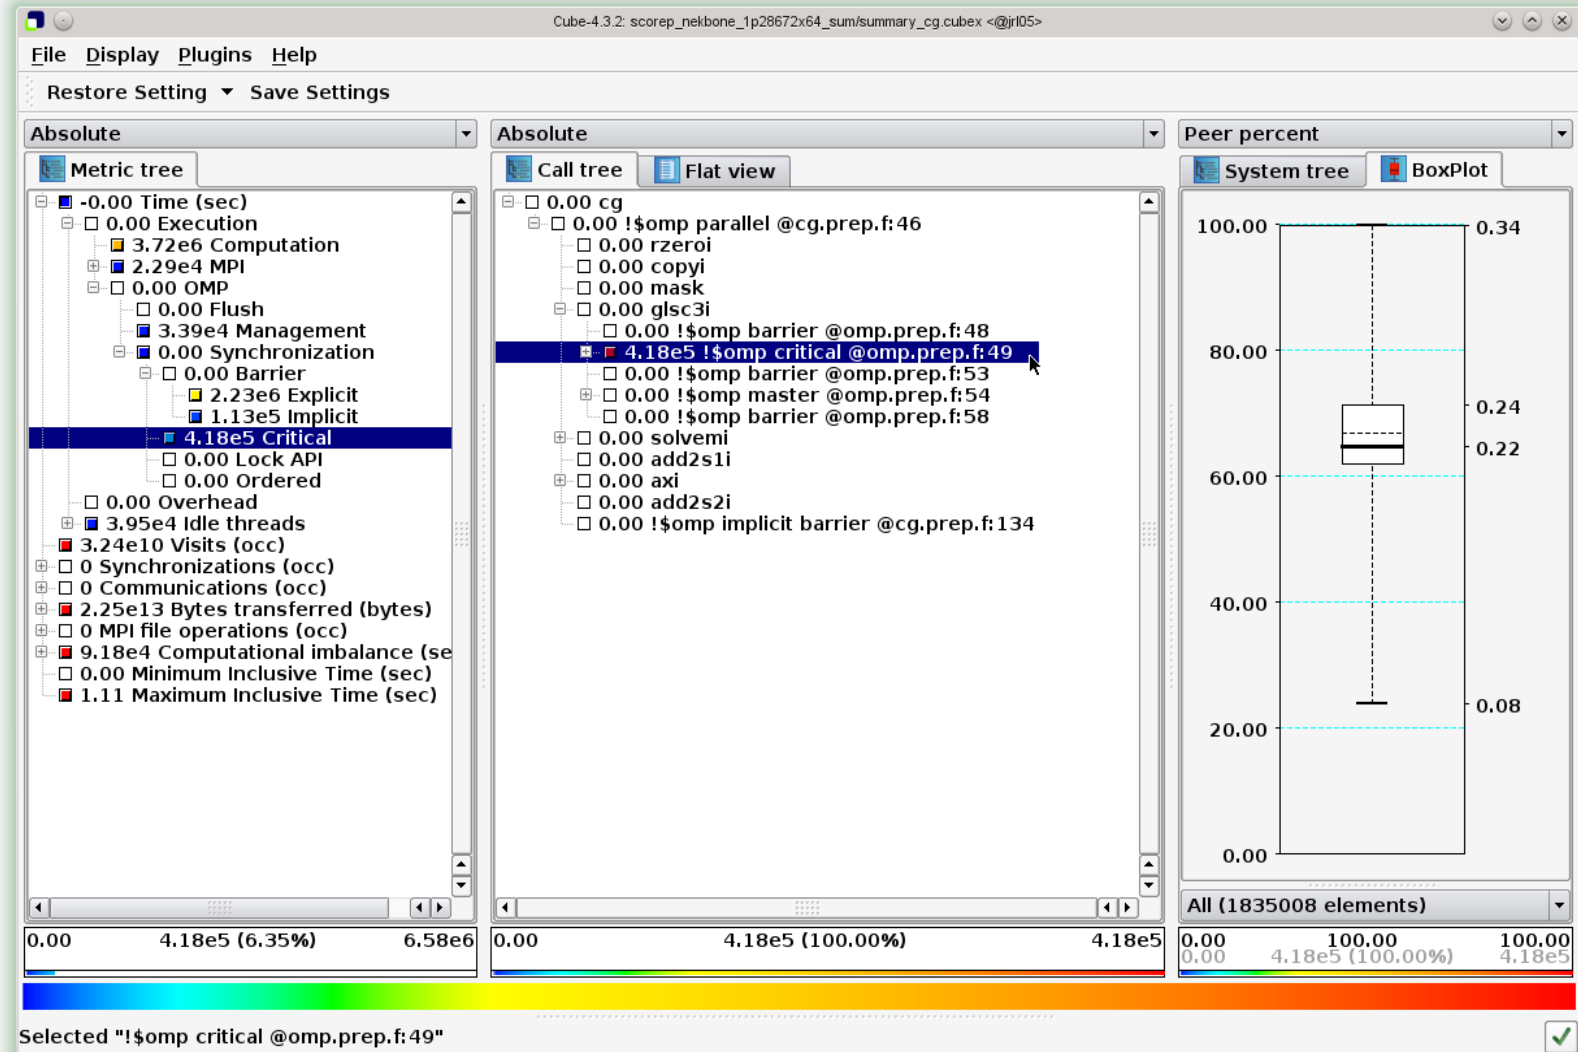 Cube-4.3.2: scorep_nekbone_1p28672x64_sum/summary_cg.cubex <@jrl05>
File Display Plugins Help
Restore Setting Save Settings
Absolute
Metric tree
-0.00 Time (sec)
0.00 Execution
3.72e6 Computation
2.29e4 MPI
0.00 OMP
0.00 Flush
3.39e4 Management
0.00 Synchronization
0.00 Barrier
2.23e6 Explicit
1.13e5 Implicit
4.18e5 Critical
0.00 Lock API
0.00 Ordered
0.00 Overhead
3.95e4 Idle threads
3.24e10 Visits (occ)
0 Synchronizations (occ)
0 Communications (occ)
2.25e13 Bytes transferred (bytes)
0 MPI file operations (occ)
9.18e4 Computational imbalance (se
0.00 Minimum Inclusive Time (sec)
1.11 Maximum Inclusive Time (sec)
0.00 4.18e5 (6.35%) 6.58e6
Absolute
Call tree Flat view
0.00 cg
0.00 !$omp parallel @cg.prep.f:46
0.00 rzeroi
0.00 copyi
0.00 mask
0.00 glsc3i
0.00 !$omp barrier @omp.prep.f:48
4.18e5 !$omp critical @omp.prep.f:49
0.00 !$omp barrier @omp.prep.f:53
0.00 !$omp master @omp.prep.f:54
0.00 !$omp barrier @omp.prep.f:58
0.00 solvemi
0.00 add2s1i
0.00 axi
0.00 add2s2i
0.00 !$omp implicit barrier @cg.prep.f:134
0.00 4.18e5 (100.00%) 4.18e5
Peer percent
System tree BoxPlot
100.00 0.34
80.00
0.24
0.22
60.00
40.00
0.08
20.00
0.00
All (1835008 elements)
0.00 100.00 100.00
0.00 4.18e5 (100.00%) 4.18e5
Selected "!$omp critical @omp.prep.f:49"